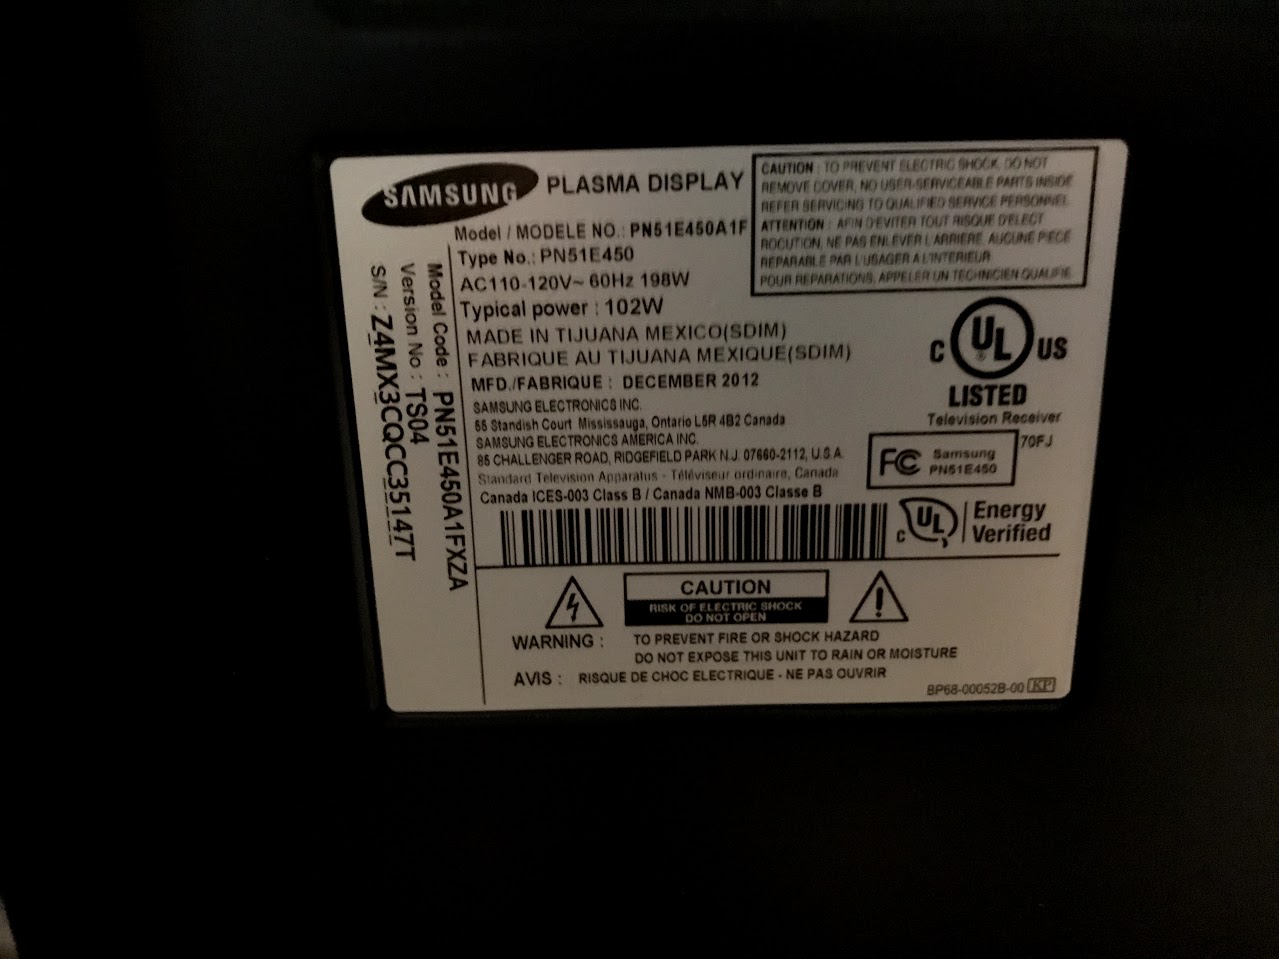 SAMSUNG PLASMA DISPLAY
Model / MODELE NO.: PN51E450A1F
Type No.: PN51E450
AC110-120V~ 60Hz 198W
Typical power : 102W
MADE IN TIJUANA MEXICO(SDIM)
FABRIQUE AU TIJUANA MEXIQUE(SDIM)
MFD./FABRIQUE : DECEMBER 2012
SAMSUNG ELECTRONICS INC.
55 Standish Court Mississauga, Ontario L5R 4B2 Canada
SAMSUNG ELECTRONICS AMERICA INC.
85 CHALLENGER ROAD, RIDGEFIELD PARK N.J. 07660-2112, U.S.A.
Standard Television Apparatus - Téléviseur ordinaire, Canada
Canada ICES-003 Class B / Canada NMB-003 Classe B
CAUTION : TO PREVENT ELECTRIC SHOCK, DO NOT
REMOVE COVER, NO USER-SERVICEABLE PARTS INSIDE
REFER SERVICING TO QUALIFIED SERVICE PERSONNEL
ATTENTION : AFIN D'EVITER TOUT RISQUE D'ELECT
ROCUTION, NE PAS ENLEVER L'ARRIERE. AUCUNE PIECE
REPARABLE PAR L'USAGER A L'INTERIEUR
POUR REPARATIONS, APPELER UN TECHNICIEN QUALIFIE
C UL US
®
LISTED
Television Receiver
70FJ
FC Samsung
PN51E450
C UL Energy
Verified
Model Code : PN51E450A1FXZA
Version No : TS04
S/N : Z4MX3CQCC35147T
CAUTION
RISK OF ELECTRIC SHOCK
DO NOT OPEN
WARNING : TO PREVENT FIRE OR SHOCK HAZARD
DO NOT EXPOSE THIS UNIT TO RAIN OR MOISTURE
AVIS : RISQUE DE CHOC ELECTRIQUE - NE PAS OUVRIR
BP68-00052B-00 KP